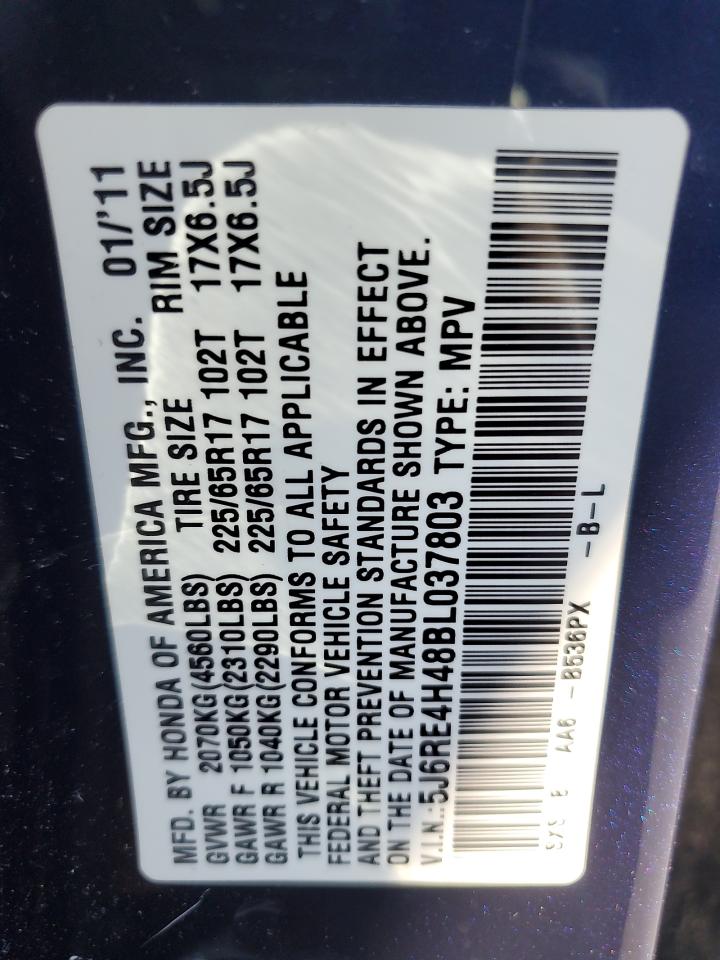 MFD. BY HONDA OF AMERICA MFG., INC. 01/'11
GVWR 2070KG(4560LBS) TIRE SIZE RIM SIZE
GAWR F 1050KG(2310LBS) 225/65R17 102T 17X6.5J
GAWR R 1040KG(2290LBS) 225/65R17 102T 17X6.5J
THIS VEHICLE CONFORMS TO ALL APPLICABLE
FEDERAL MOTOR VEHICLE SAFETY
AND THEFT PREVENTION STANDARDS IN EFFECT
ON THE DATE OF MANUFACTURE SHOWN ABOVE.
V.I.N.:5J6RE4H48BL037803 TYPE: MPV
AA6 -B536PX -B-L